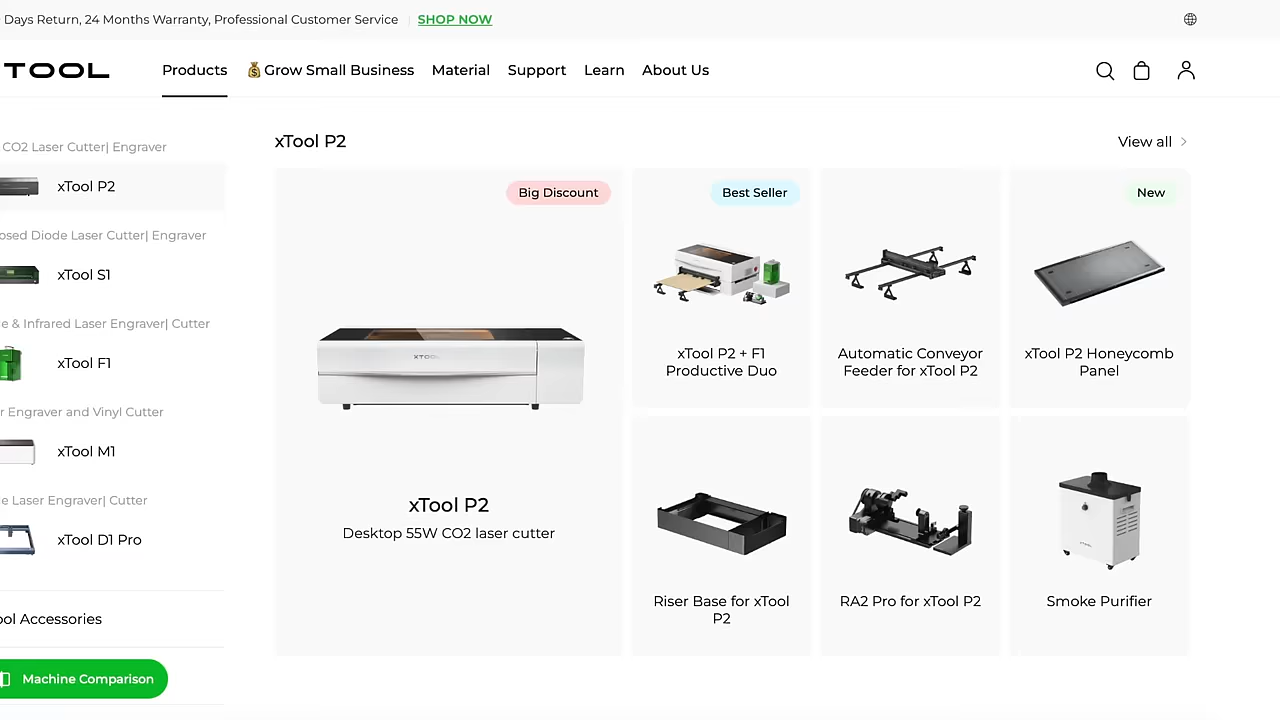 Days Return, 24 Months Warranty, Professional Customer Service | SHOP NOW
TOOL
Products
Grow Small Business
Material
Support
Learn
About Us
CO2 Laser Cutter| Engraver
xTool P2
osed Diode Laser Cutter| Engraver
xTool S1
e & Infrared Laser Engraver| Cutter
xTool F1
r Engraver and Vinyl Cutter
xTool M1
e Laser Engraver| Cutter
xTool D1 Pro
ool Accessories
Machine Comparison
xTool P2
View all
Big Discount
XTOOL
xTool P2
Desktop 55W CO2 laser cutter
Best Seller
xTool P2 + F1
Productive Duo
Automatic Conveyor
Feeder for xTool P2
New
xTool P2 Honeycomb
Panel
Riser Base for xTool
P2
RA2 Pro for xTool P2
XTOOL
Smoke Purifier